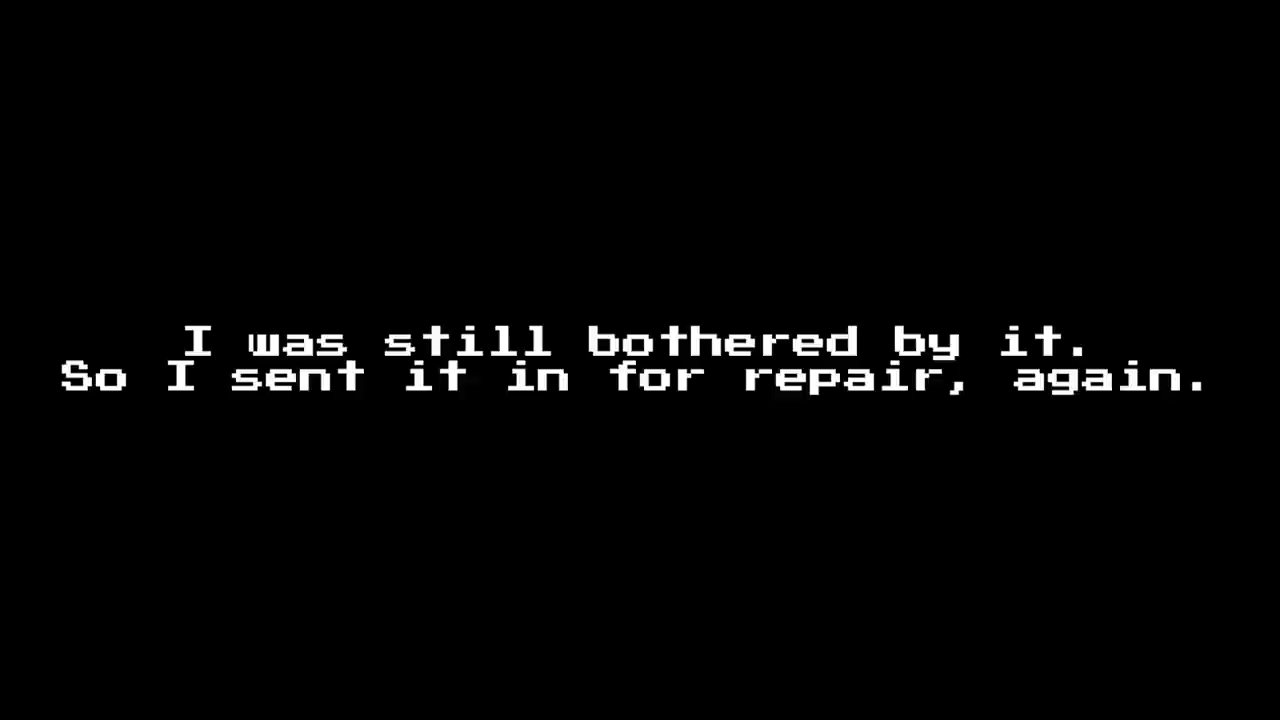 I was still bothered by it.
So I sent it in for repair, again.